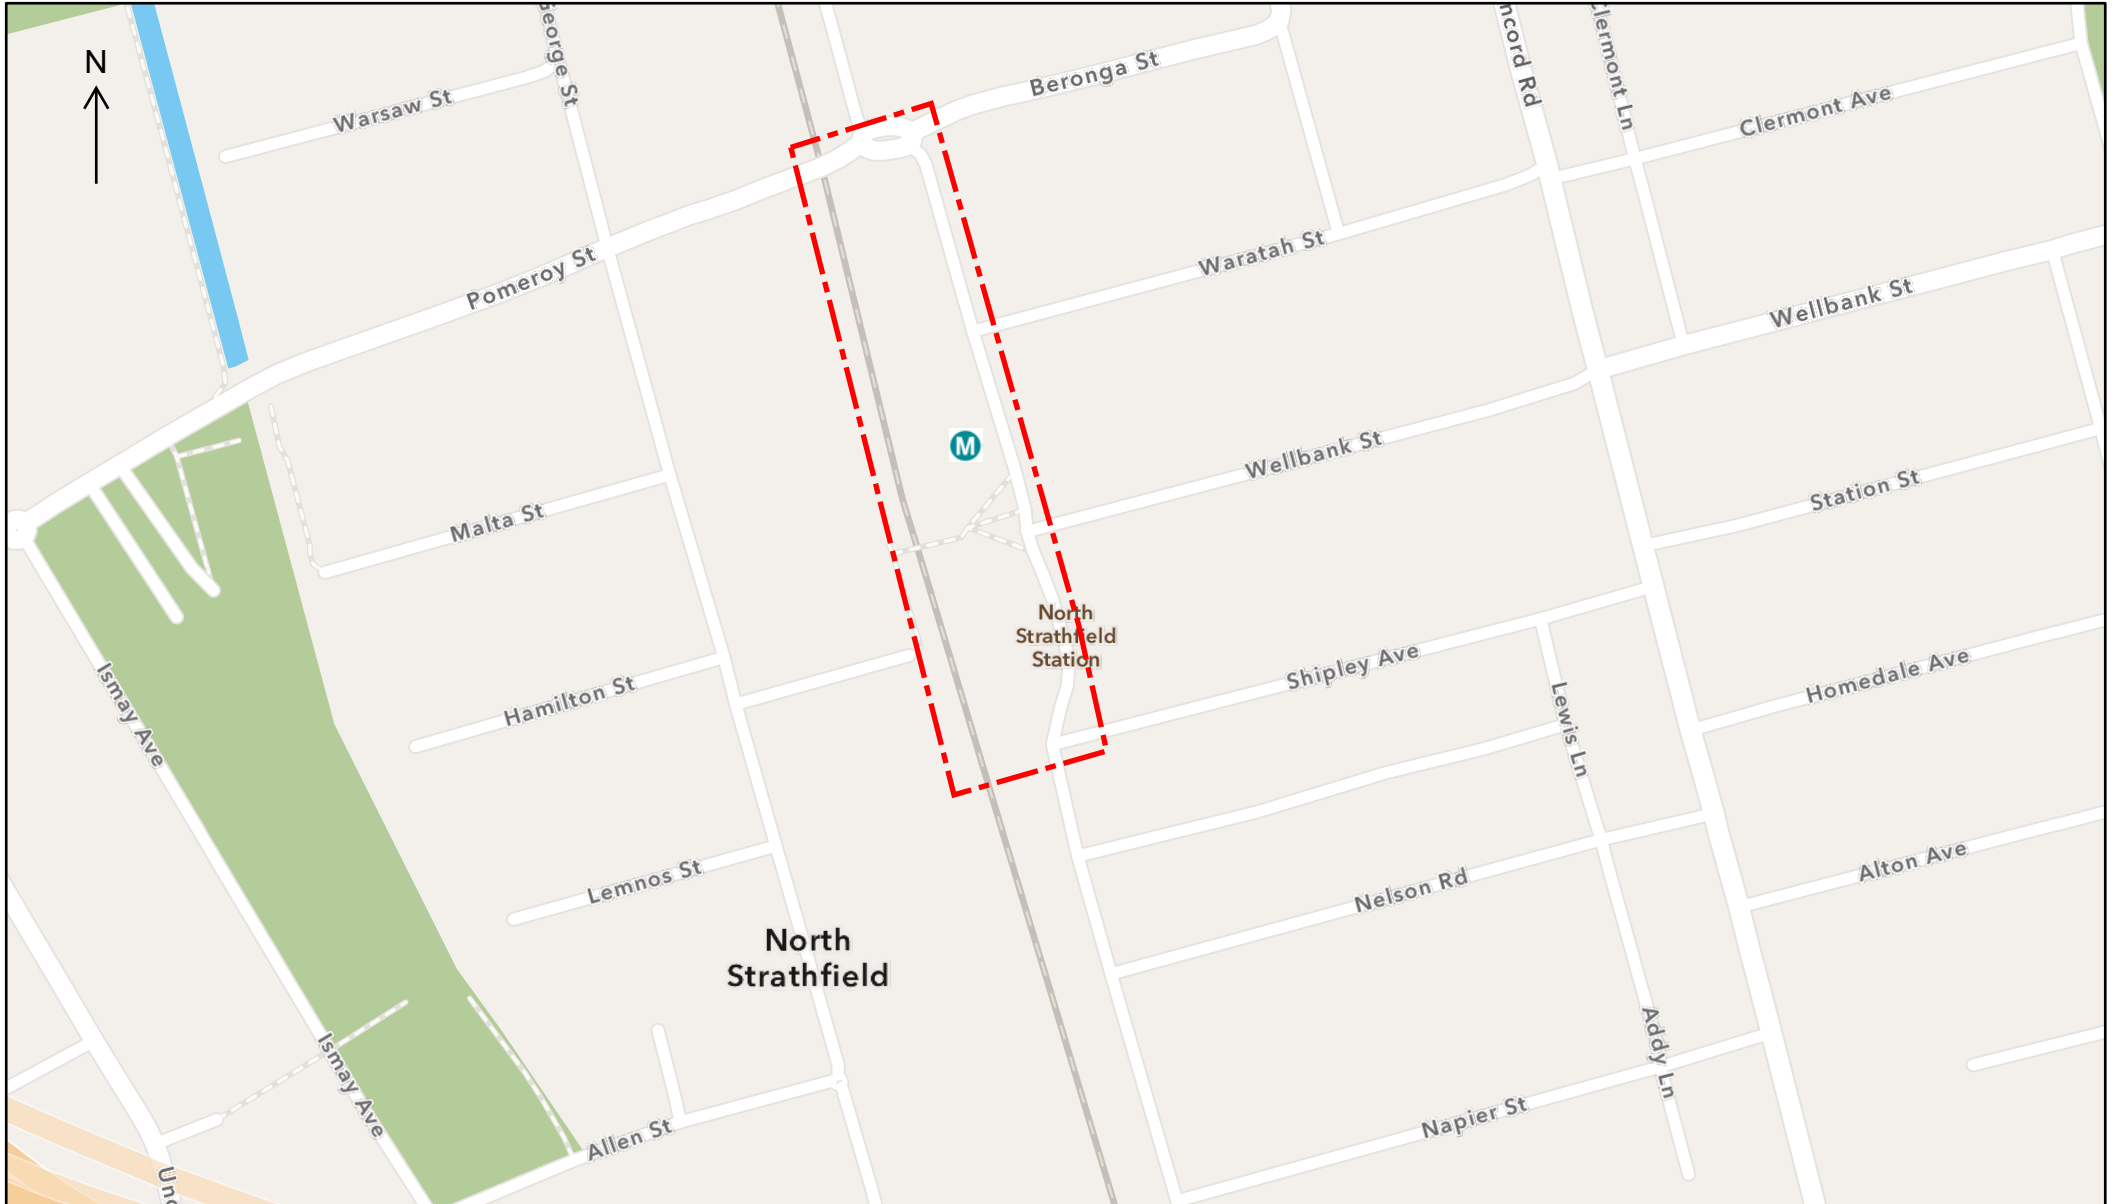 N
George St
Warsaw St
Beronga St
ncord Rd
Clermont Ln
Clermont Ave
Pomeroy St
Waratah St
Wellbank St
M
Wellbank St
Station St
Malta St
North
Strathfield
Station
Shipley Ave
Homedale Ave
Ismay Ave
Hamilton St
Lewis Ln
Lemnos St
Nelson Rd
Alton Ave
North
Strathfield
Ismay Ave
Allen St
Addy Ln
Napier St
Und